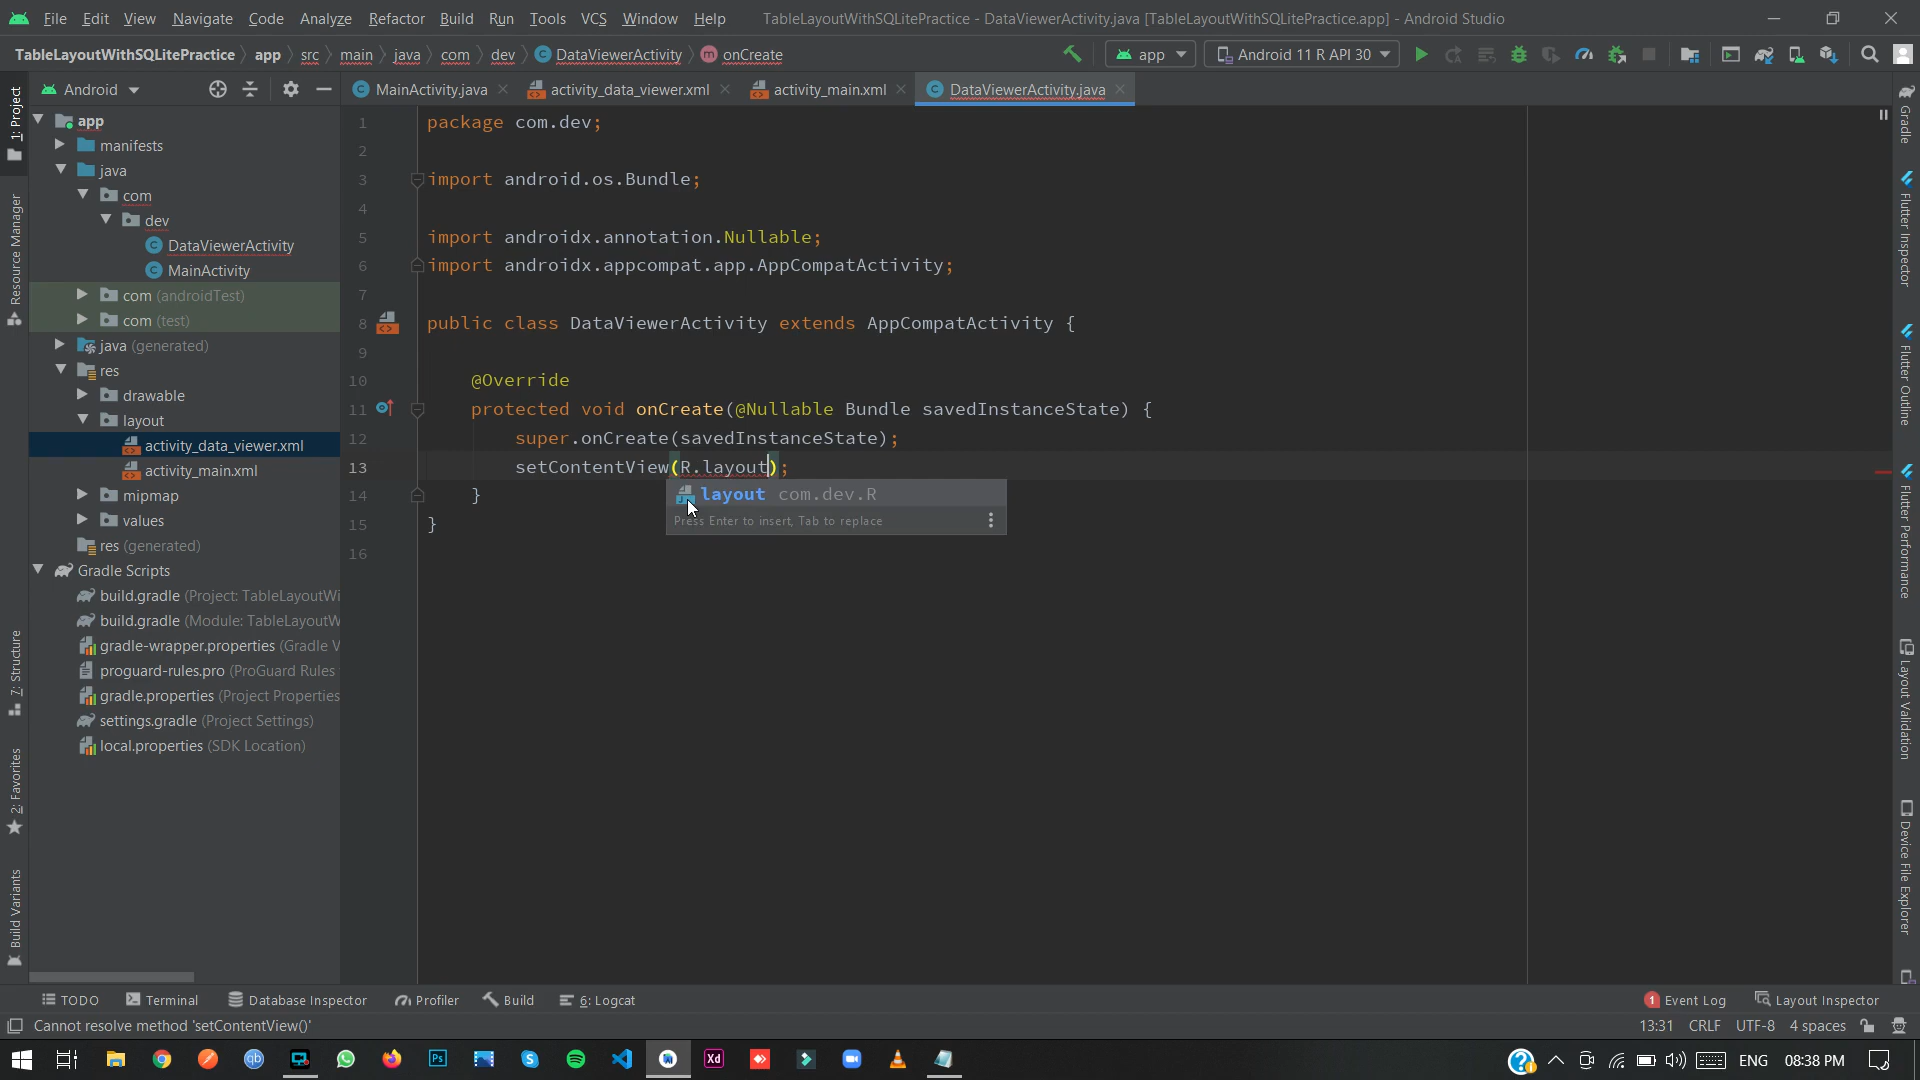 File Edit View Navigate Code Analyze Refactor Build Run Tools VCS Window Help TableLayoutWithSQLitePractice - DataViewerActivity.java [TableLayoutWithSQLitePractice.app] - Android Studio
TableLayoutWithSQLitePractice app src main java com dev DataViewerActivity onCreate app Android 11 R API 30
Android MainActivity.java activity_data_viewer.xml activity_main.xml DataViewerActivity.java
1: Project
Resource Manager
7: Structure
2: Favorites
Build Variants
app
manifests
java
com
dev
DataViewerActivity
MainActivity
com (androidTest)
com (test)
java (generated)
res
drawable
layout
activity_data_viewer.xml
activity_main.xml
mipmap
values
res (generated)
Gradle Scripts
build.gradle (Project: TableLayoutWi
build.gradle (Module: TableLayoutW
gradle-wrapper.properties (Gradle V
proguard-rules.pro (ProGuard Rules
gradle.properties (Project Properties
settings.gradle (Project Settings)
local.properties (SDK Location)
1 package com.dev;
2
3 import android.os.Bundle;
4
5 import androidx.annotation.Nullable;
6 import androidx.appcompat.app.AppCompatActivity;
7
8 public class DataViewerActivity extends AppCompatActivity {
9
10 @Override
11 protected void onCreate(@Nullable Bundle savedInstanceState) {
12 super.onCreate(savedInstanceState);
13 setContentView(R.layout);
layout com.dev.R
14 }
Press Enter to insert, Tab to replace
15 }
16
Gradle
Flutter Inspector
Flutter Outline
Flutter Performance
Layout Validation
Device File Explorer
TODO Terminal Database Inspector Profiler Build 6: Logcat 1 Event Log Layout Inspector
Cannot resolve method 'setContentView()' 13:31 CRLF UTF-8 4 spaces
qb Ps Xd ENG 08:38 PM